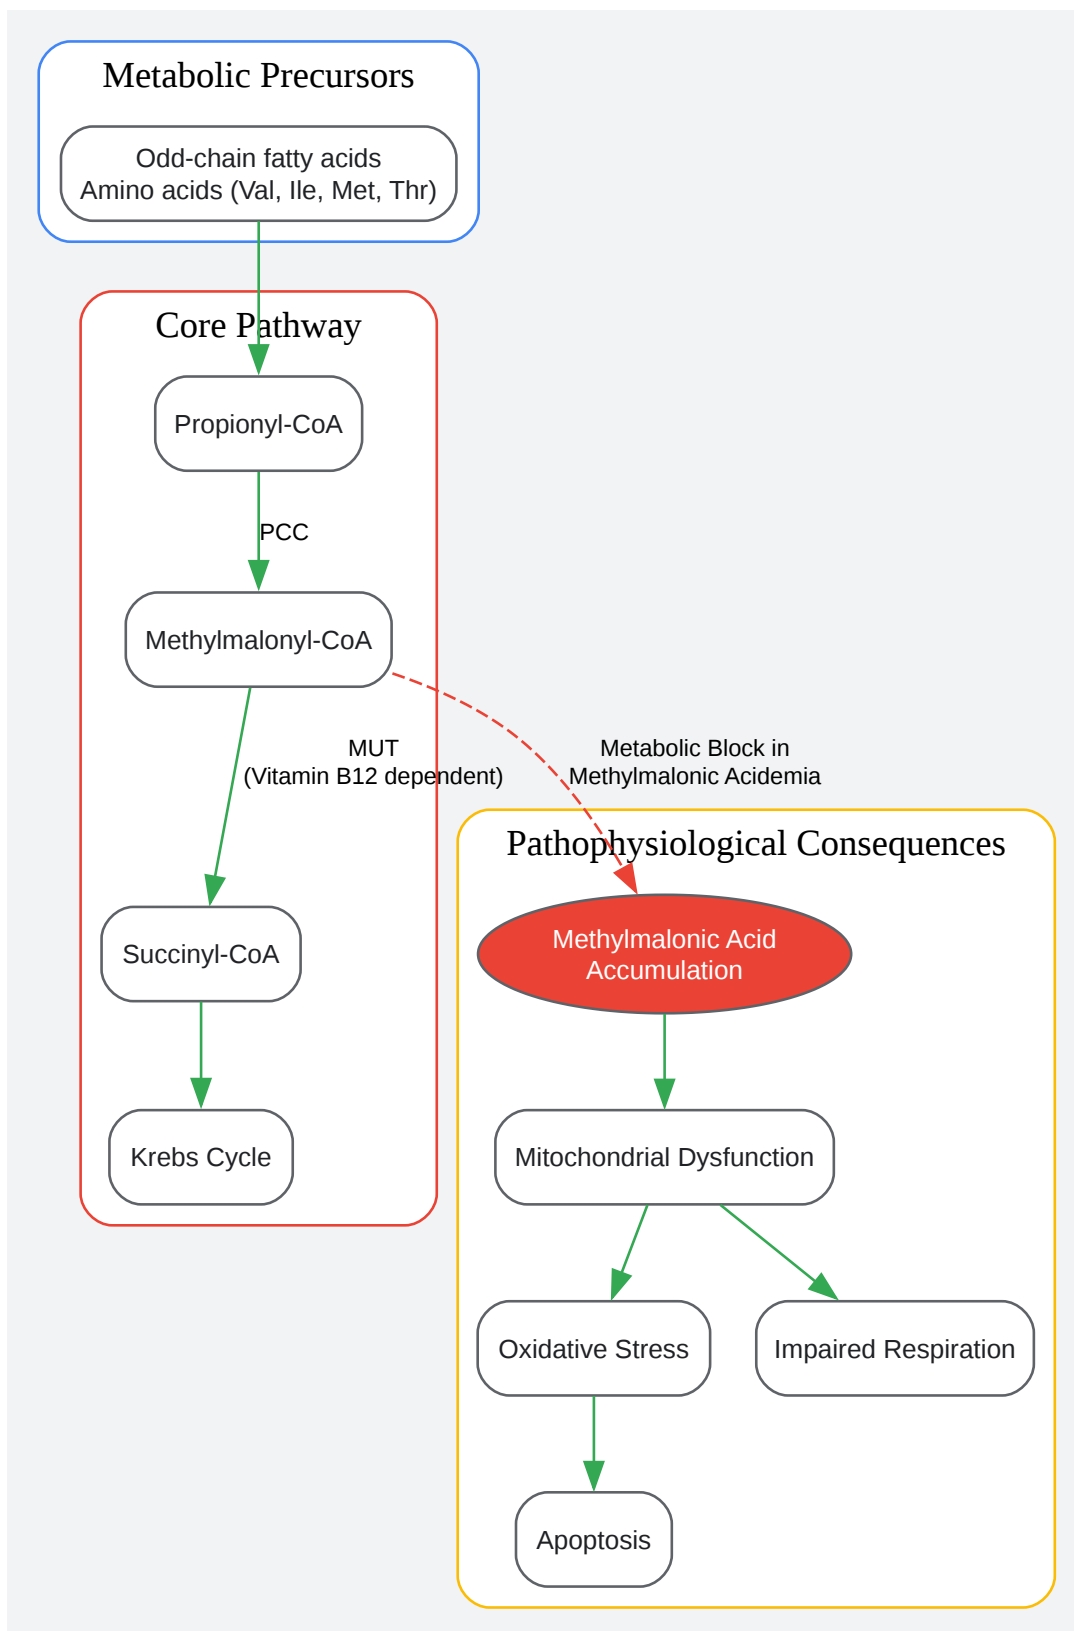 Metabolic Precursors
Odd-chain fatty acids
Amino acids (Val, Ile, Met, Thr)
Core Pathway
Propionyl-CoA
PCC
Methylmalonyl-CoA
MUT
(Vitamin B12 dependent)
Metabolic Block in
Methylmalonic Acidemia
Succinyl-CoA
Krebs Cycle
Pathophysiological Consequences
Methylmalonic Acid
Accumulation
Mitochondrial Dysfunction
Oxidative Stress
Impaired Respiration
Apoptosis